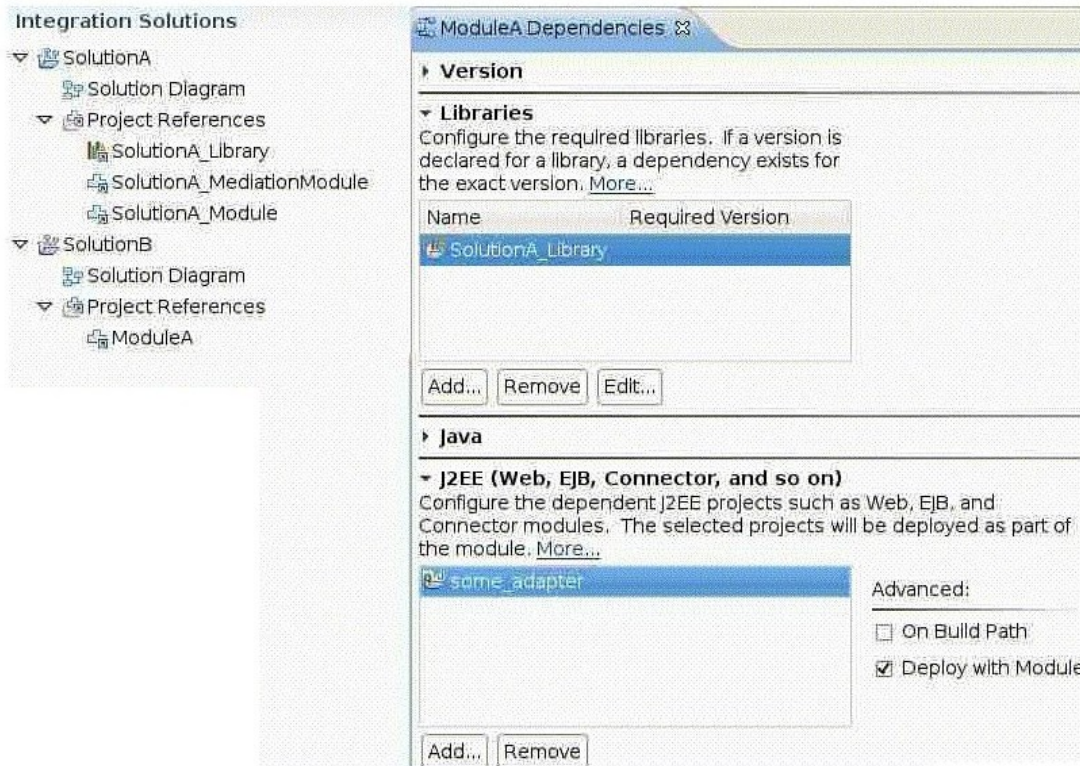 Integration Solutions
SolutionA
Solution Diagram
Project References
SolutionA_Library
SolutionA_MediationModule
SolutionA_Module
SolutionB
Solution Diagram
Project References
ModuleA
ModuleA Dependencies
Version
Libraries
Configure the required libraries. If a version is
declared for a library, a dependency exists for
the exact version. More...
Name Required Version
SolutionA_Library
Add... Remove Edit...
Java
J2EE (Web, EJB, Connector, and so on)
Configure the dependent J2EE projects such as Web, EJB, and
Connector modules. The selected projects will be deployed as part of
the module. More...
some_adapter
Advanced:
On Build Path
Deploy with Module
Add... Remove